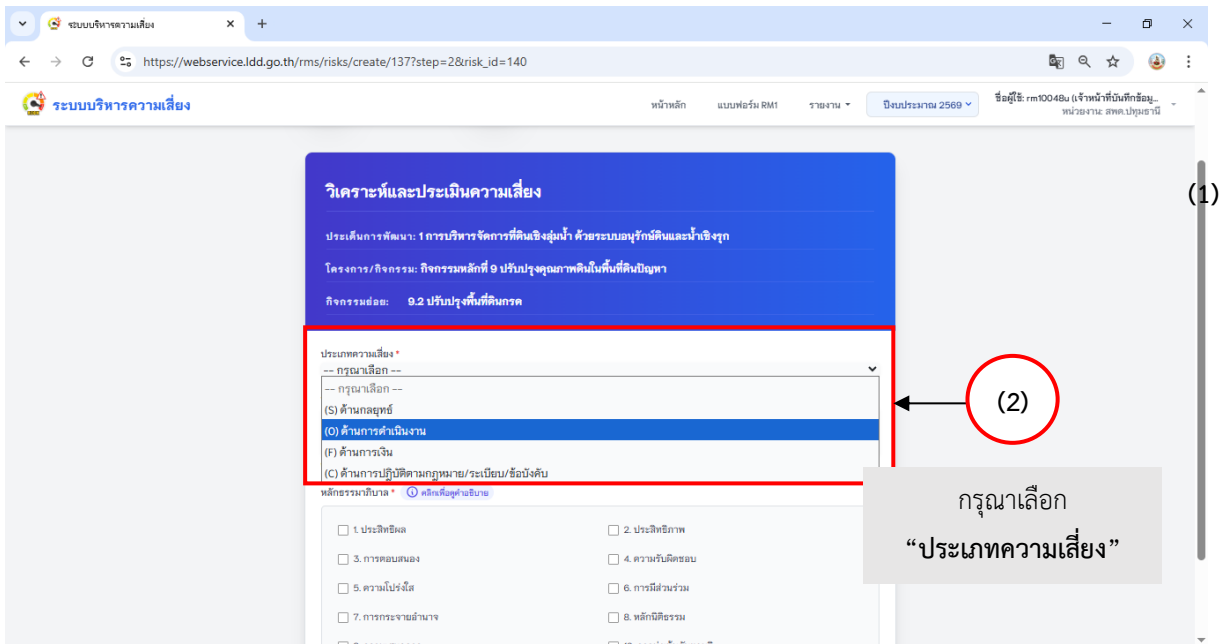 ระบบบริหารความเสี่ยง
https://webservice.ldd.go.th/rms/risks/create/137?step=2&risk_id=140
ระบบบริหารความเสี่ยง
หน้าหลัก แบบฟอร์ม RM1 รายงาน ปีงบประมาณ 2569
ชื่อผู้ใช้: rm10048u (เจ้าหน้าที่บันทึกข้อมู...
หน่วยงาน: สพด.ปทุมธานี
(1)
วิเคราะห์และประเมินความเสี่ยง
ประเด็นการพัฒนา: 1 การบริหารจัดการที่ดินเชิงลุ่มน้ำ ด้วยระบบอนุรักษ์ดินและน้ำเชิงรุก
โครงการ/กิจกรรม: กิจกรรมหลักที่ 9 ปรับปรุงคุณภาพดินในพื้นที่ดินปัญหา
กิจกรรมย่อย: 9.2 ปรับปรุงพื้นที่ดินกรด
ประเภทความเสี่ยง *
-- กรุณาเลือก --
-- กรุณาเลือก --
(S) ด้านกลยุทธ์
(O) ด้านการดำเนินงาน
(F) ด้านการเงิน
(C) ด้านการปฏิบัติตามกฎหมาย/ระเบียบ/ข้อบังคับ
(2)
หลักธรรมาภิบาล * คลิกเพื่อดูคำอธิบาย
กรุณาเลือก
“ประเภทความเสี่ยง”
1. ประสิทธิผล 2. ประสิทธิภาพ
3. การตอบสนอง 4. ความรับผิดชอบ
5. ความโปร่งใส 6. การมีส่วนร่วม
7. การกระจายอำนาจ 8. หลักนิติธรรม